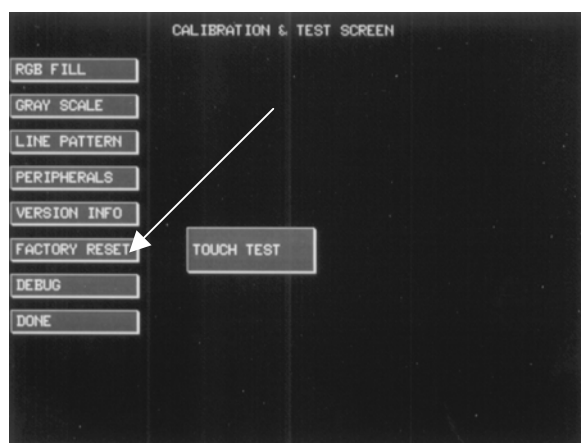 CALIBRATION & TEST SCREEN
RGB FILL
GRAY SCALE
LINE PATTERN
PERIPHERALS
VERSION INFO
FACTORY RESET
TOUCH TEST
DEBUG
DONE